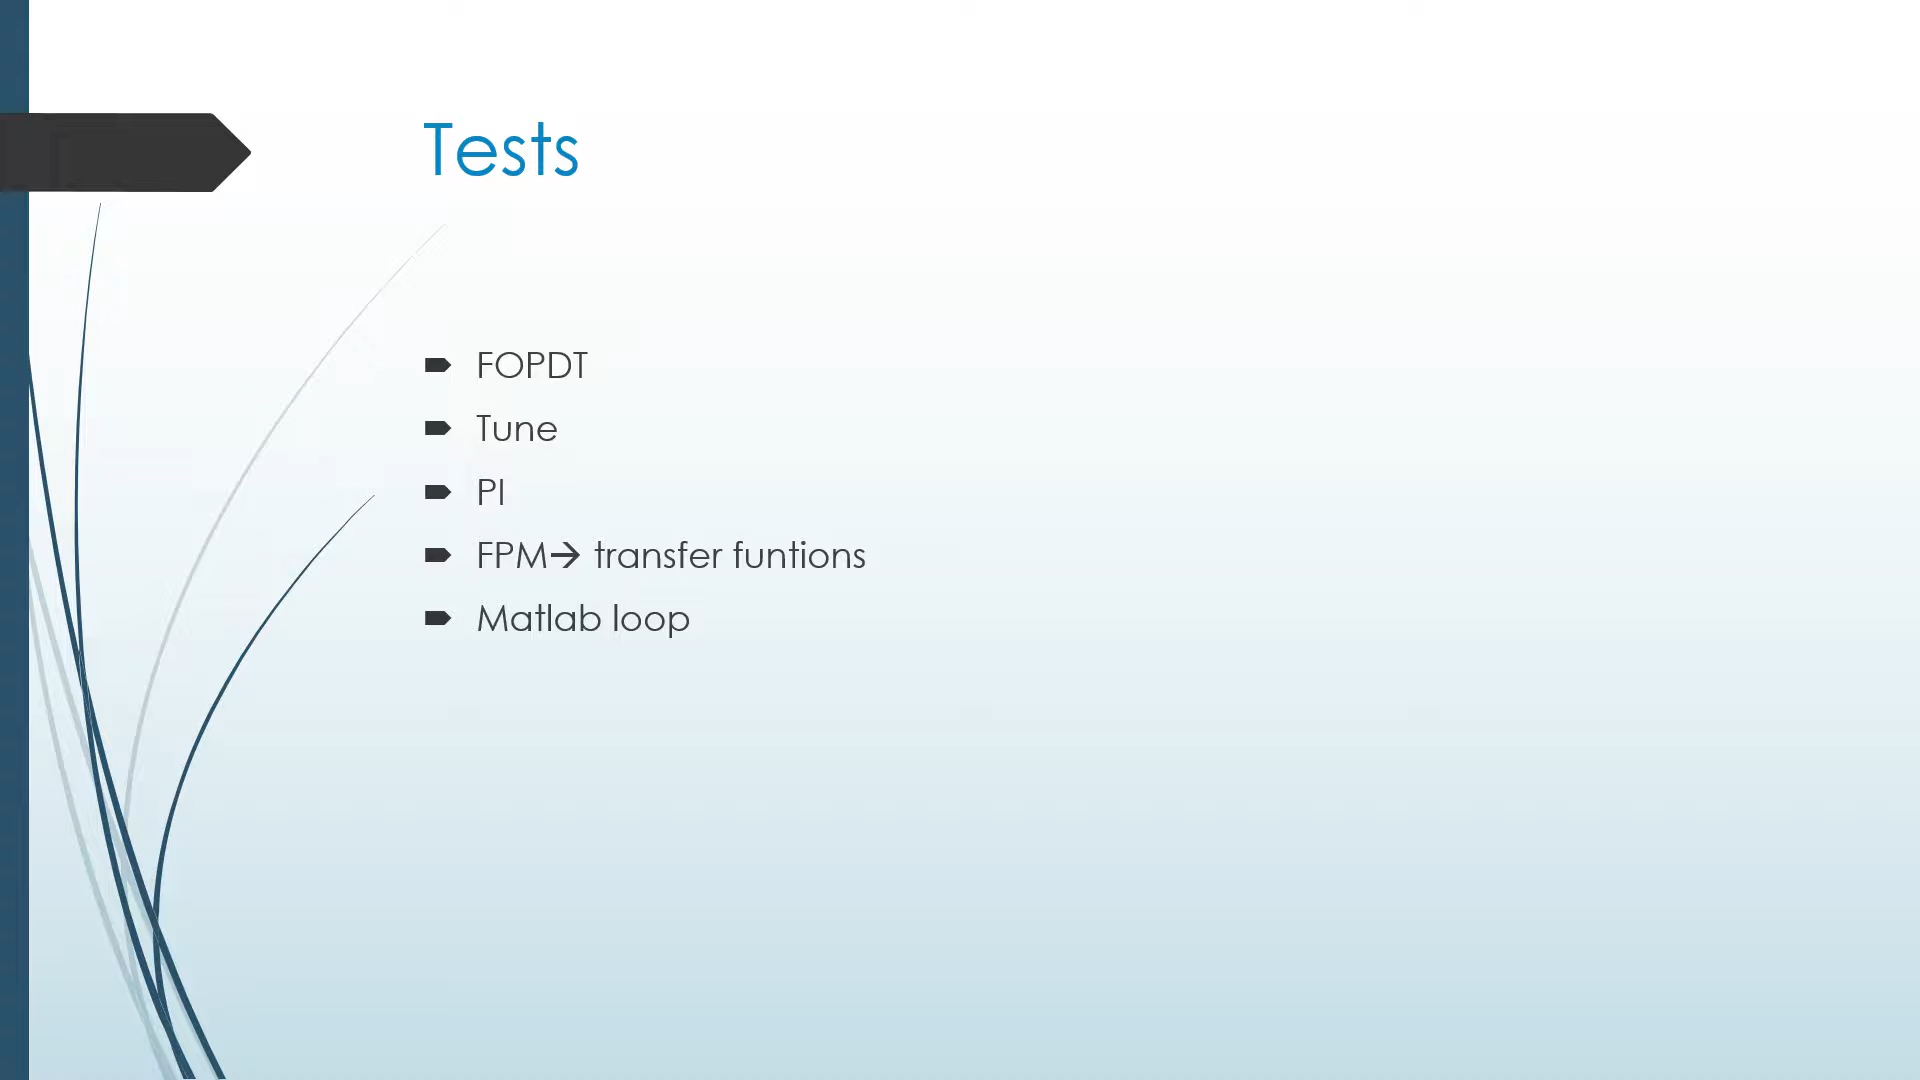 Tests
FOPDT
Tune
PI
FPM→ transfer funtions
Matlab loop